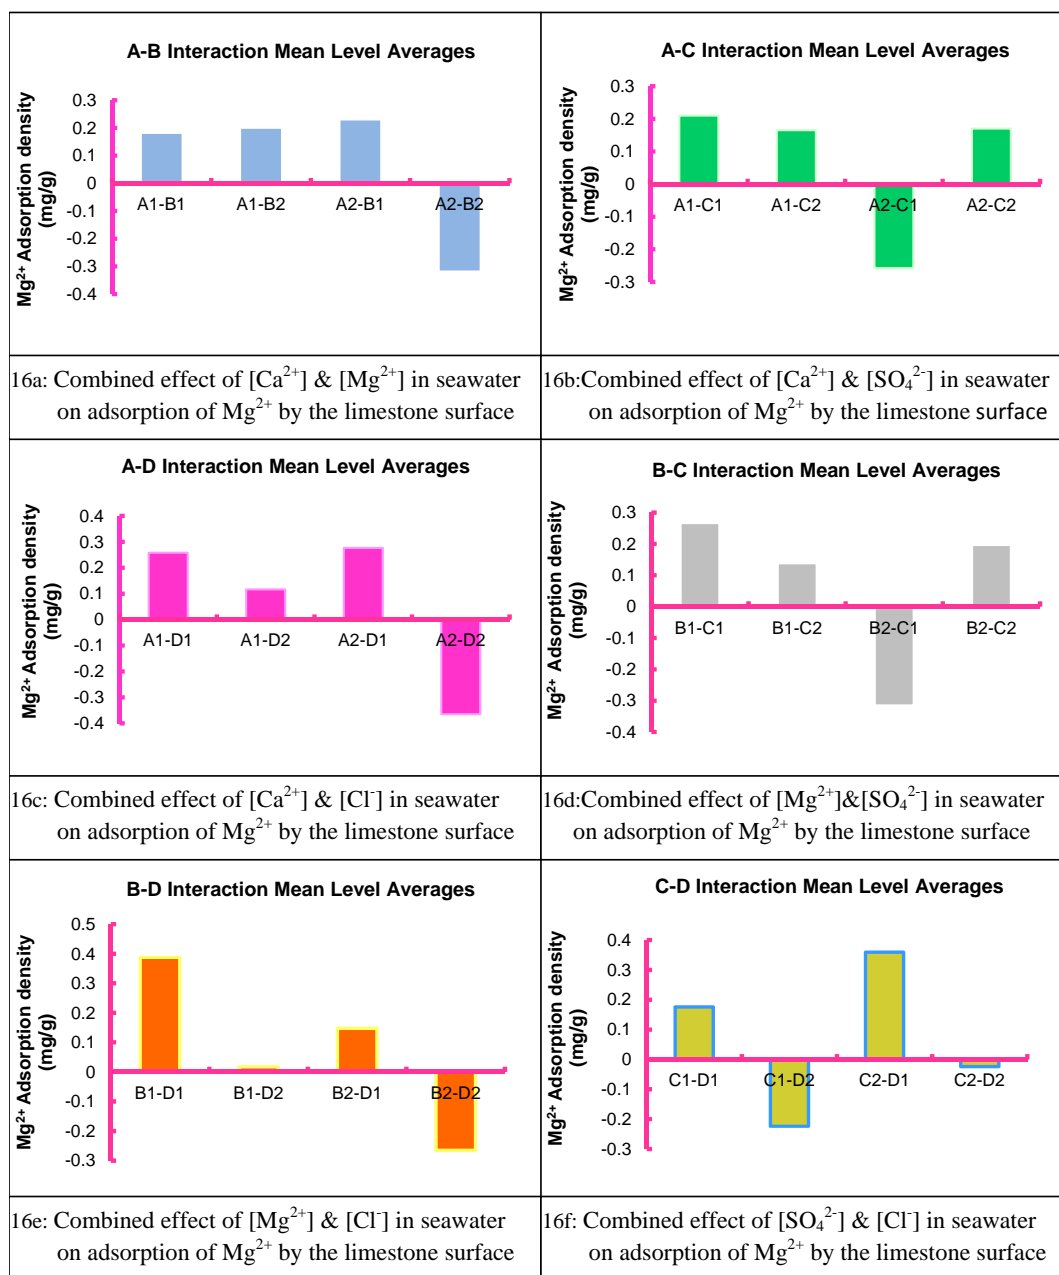 A-B Interaction Mean Level Averages
Mg²⁺ Adsorption density
(mg/g)
0.3
0.2
0.1
0
-0.1
-0.2
-0.3
-0.4
A1-B1 A1-B2 A2-B1 A2-B2
A-C Interaction Mean Level Averages
Mg²⁺ Adsorption density
(mg/g)
0.3
0.2
0.1
0
-0.1
-0.2
-0.3
A1-C1 A1-C2 A2-C1 A2-C2
16a: Combined effect of [Ca²⁺] & [Mg²⁺] in seawater
on adsorption of Mg²⁺ by the limestone surface
16b:Combined effect of [Ca²⁺] & [SO₄²⁻] in seawater
on adsorption of Mg²⁺ by the limestone surface
A-D Interaction Mean Level Averages
Mg²⁺ Adsorption density
(mg/g)
0.4
0.3
0.2
0.1
0
-0.1
-0.2
-0.3
-0.4
A1-D1 A1-D2 A2-D1 A2-D2
B-C Interaction Mean Level Averages
Mg²⁺ Adsorption density
(mg/g)
0.3
0.2
0.1
0
-0.1
-0.2
-0.3
-0.4
B1-C1 B1-C2 B2-C1 B2-C2
16c: Combined effect of [Ca²⁺] & [Cl⁻] in seawater
on adsorption of Mg²⁺ by the limestone surface
16d:Combined effect of [Mg²⁺]&[SO₄²⁻] in seawater
on adsorption of Mg²⁺ by the limestone surface
B-D Interaction Mean Level Averages
Mg²⁺ Adsorption density
(mg/g)
0.5
0.4
0.3
0.2
0.1
0
-0.1
-0.2
-0.3
B1-D1 B1-D2 B2-D1 B2-D2
C-D Interaction Mean Level Averages
Mg²⁺ Adsorption density
(mg/g)
0.4
0.3
0.2
0.1
0
-0.1
-0.2
-0.3
C1-D1 C1-D2 C2-D1 C2-D2
16e: Combined effect of [Mg²⁺] & [Cl⁻] in seawater
on adsorption of Mg²⁺ by the limestone surface
16f: Combined effect of [SO₄²⁻] & [Cl⁻] in seawater
on adsorption of Mg²⁺ by the limestone surface